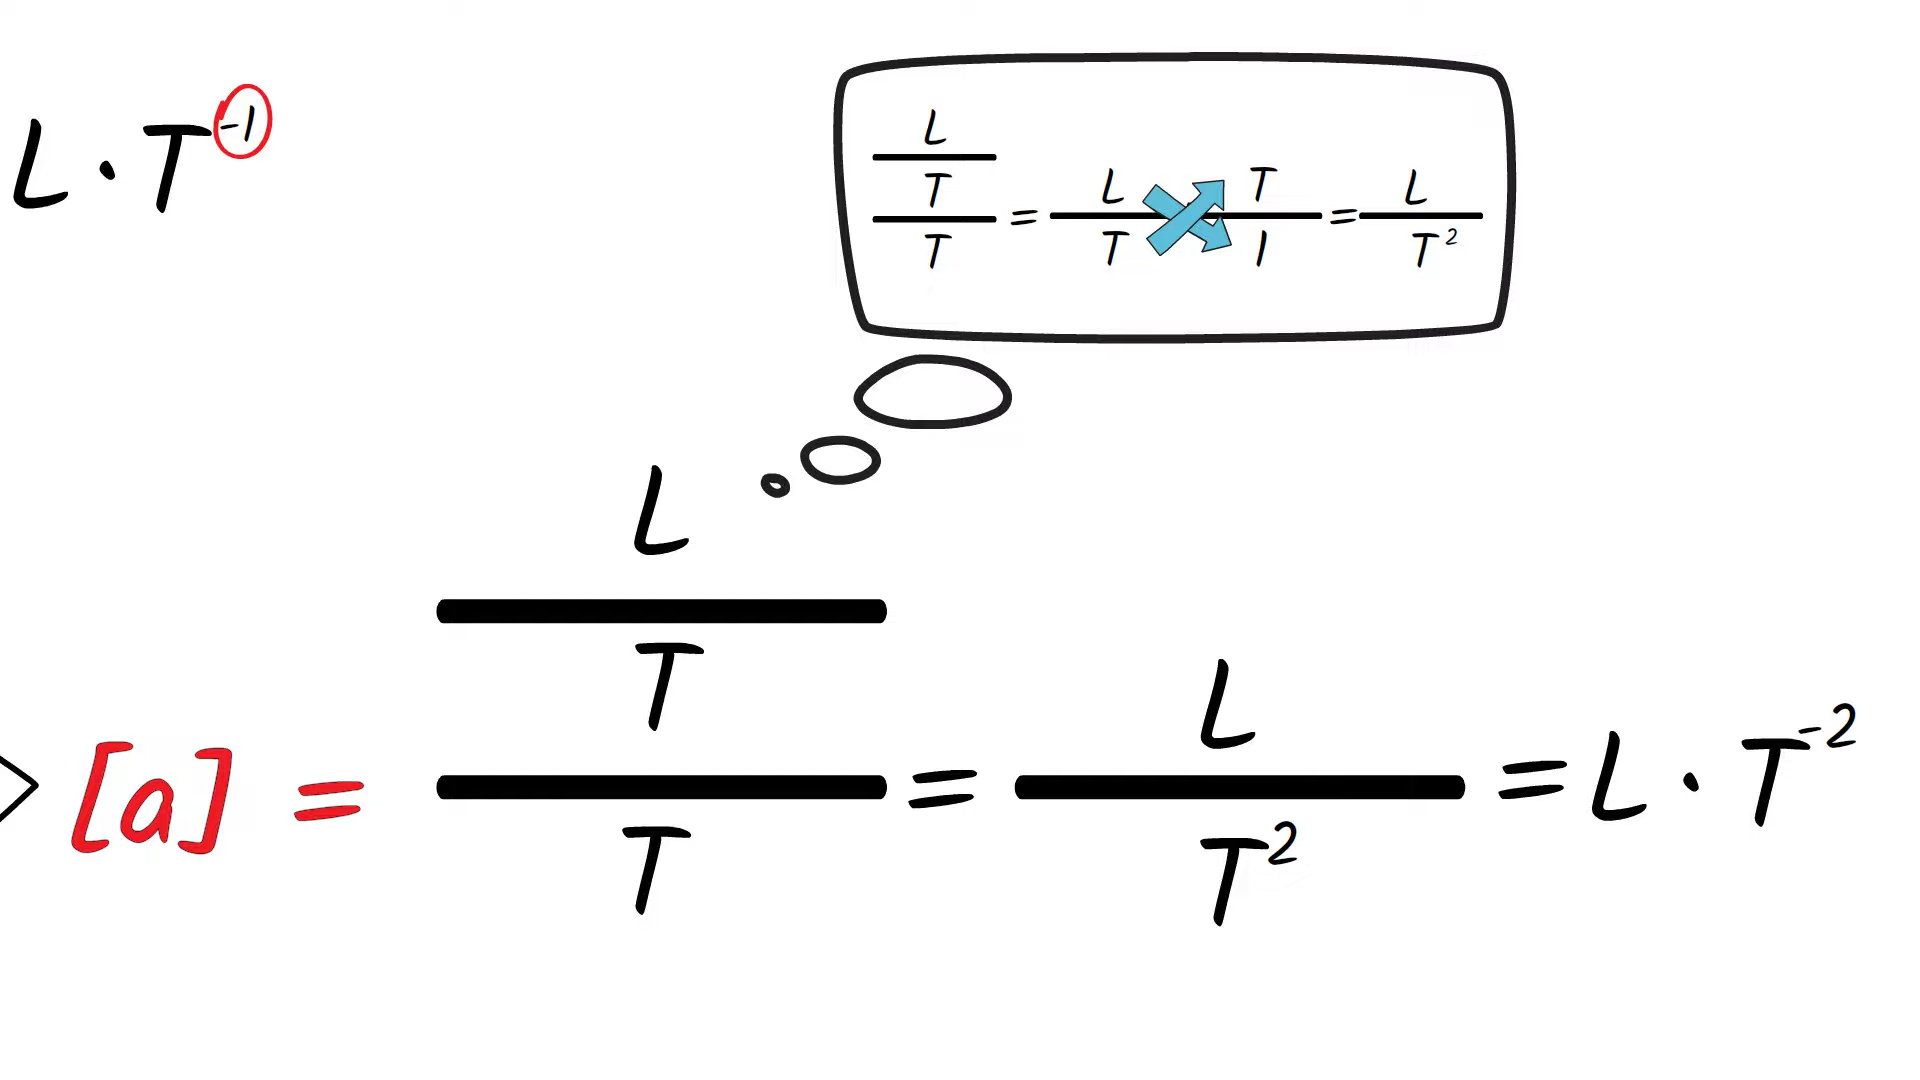 L · T⁻¹
L
T
T
=
L
T
T
1
=
L
T²
L
T
T
[a] =
=
L
T²
= L · T⁻²